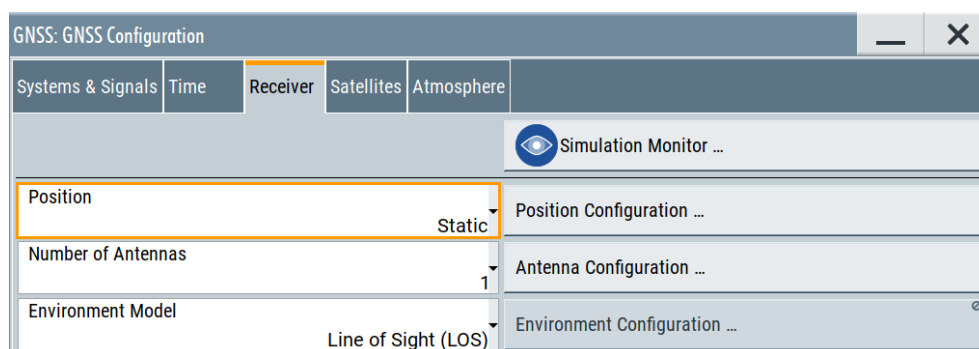 GNSS: GNSS Configuration
Systems & Signals Time Receiver Satellites Atmosphere
Simulation Monitor ...
Position
Static
Position Configuration ...
Number of Antennas
1
Antenna Configuration ...
Environment Model
Line of Sight (LOS)
Environment Configuration ...